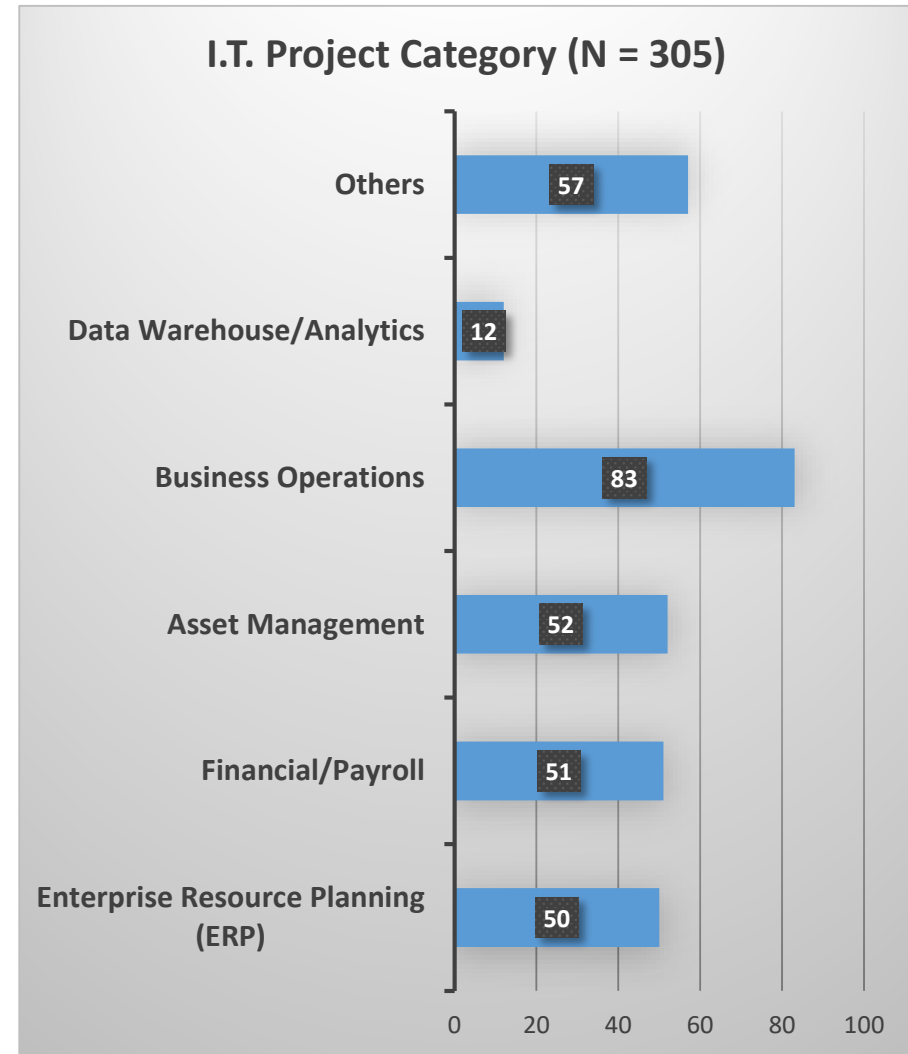 I.T. Project Category (N = 305)
Others
57
Data Warehouse/Analytics
12
Business Operations
83
Asset Management
52
Financial/Payroll
51
Enterprise Resource Planning
(ERP)
50
0 20 40 60 80 100